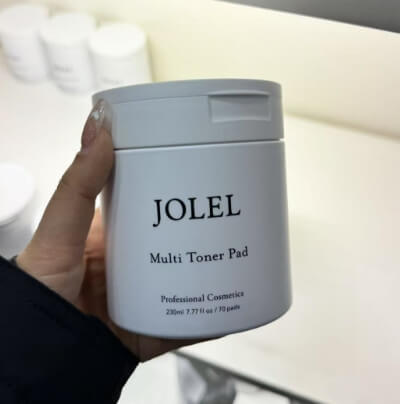 JOLEL
Multi Toner Pad
Professional Cosmetics
230ml 7.77 fl oz / 70 pads